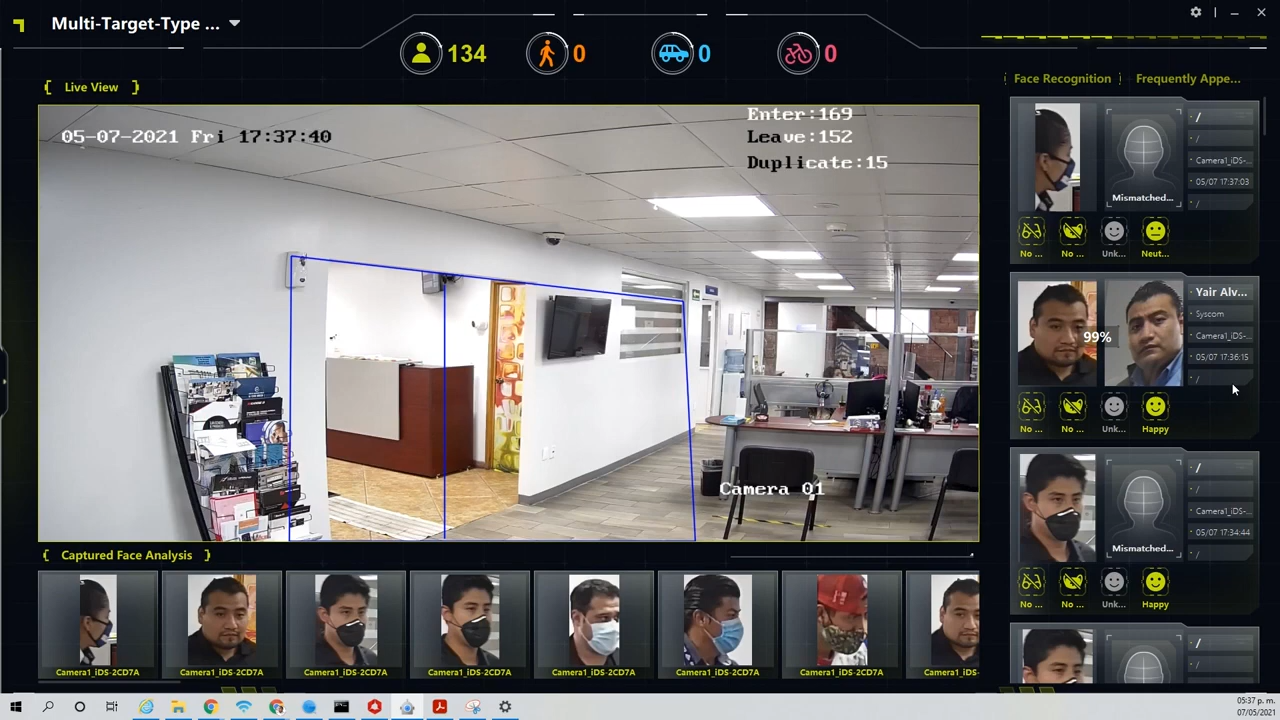 Multi-Target-Type ...
134
0
0
0
Live View
05-07-2021 Fri 17:37:40
Enter:169
Leave:152
Duplicate:15
Camera 01
Captured Face Analysis
Camera1_iDS-2CD7A
Camera1_iDS-2CD7A
Camera1_iDS-2CD7A
Camera1_iDS-2CD7A
Camera1_iDS-2CD7A
Camera1_iDS-2CD7A
Camera1_iDS-2CD7A
Camera1_iDS-2CD7A
Face Recognition
Frequently Appe...
Mismatched...
/
/
Camera1_iDS-...
05/07 17:37:03
/
No ...
No ...
Unk...
Neut...
99%
Yair Alv...
Syscom
Camera1_iDS-...
05/07 17:36:15
/
No ...
No ...
Unk...
Happy
Mismatched...
/
/
Camera1_iDS-...
05/07 17:34:44
/
No ...
No ...
Unk...
Happy
/
/
05:37 p. m.
07/05/2021